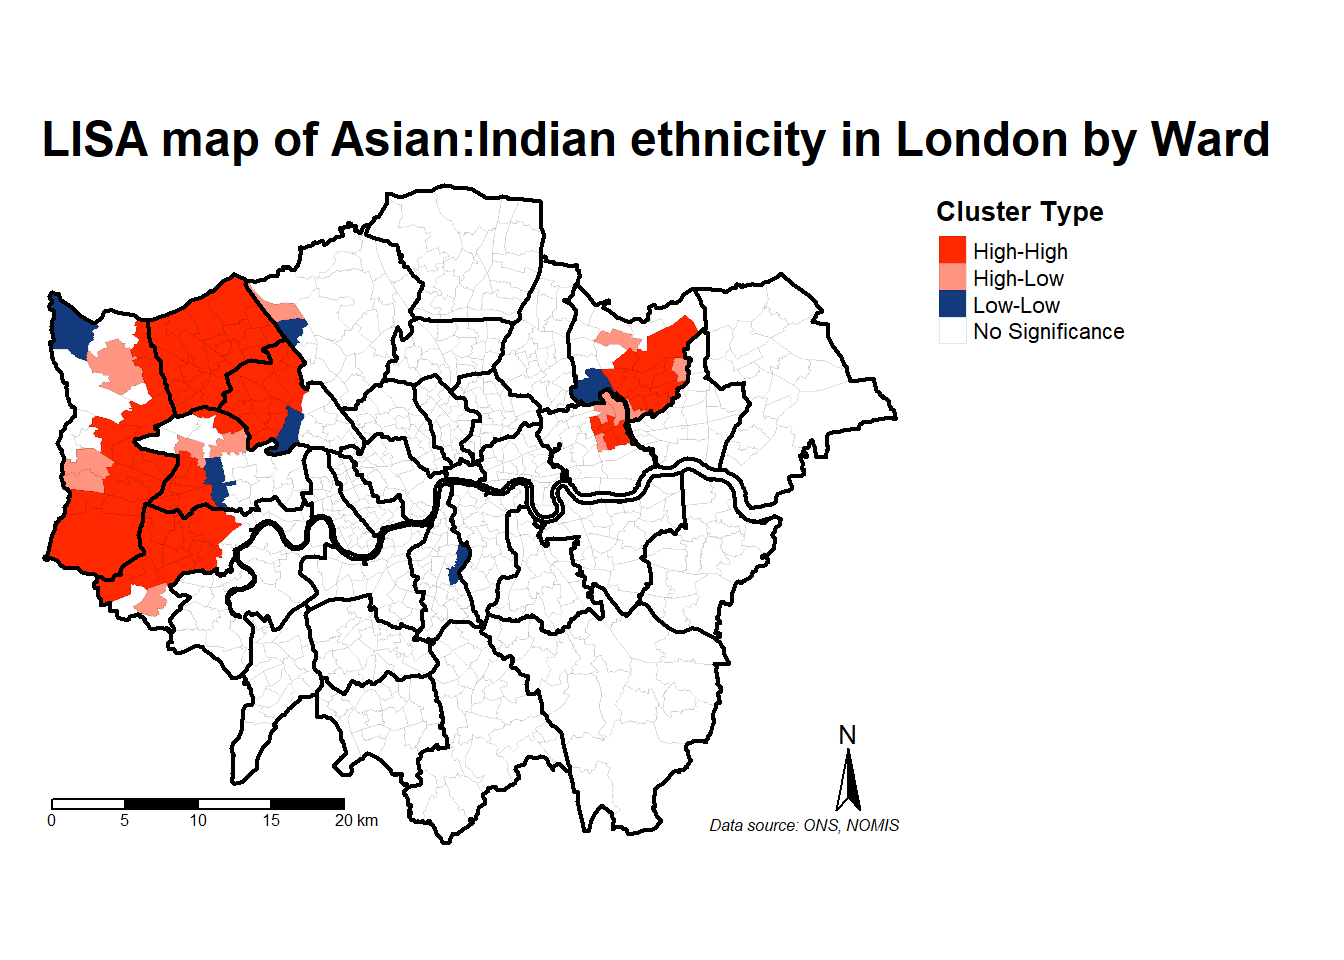 LISA map of Asian:Indian ethnicity in London by Ward
Cluster Type
High-High
High-Low
Low-Low
No Significance
N
0 5 10 15 20 km
Data source: ONS, NOMIS